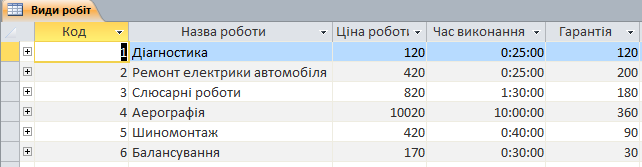 Види робіт
Код Назва роботи Ціна роботи Час виконання Гарантія
1 Діагностика 120 0:25:00 120
2 Ремонт електрики автомобіля 420 0:25:00 200
3 Слюсарні роботи 820 1:30:00 180
4 Аерографія 10020 10:00:00 360
5 Шиномонтаж 420 0:40:00 90
6 Балансування 170 0:30:00 30